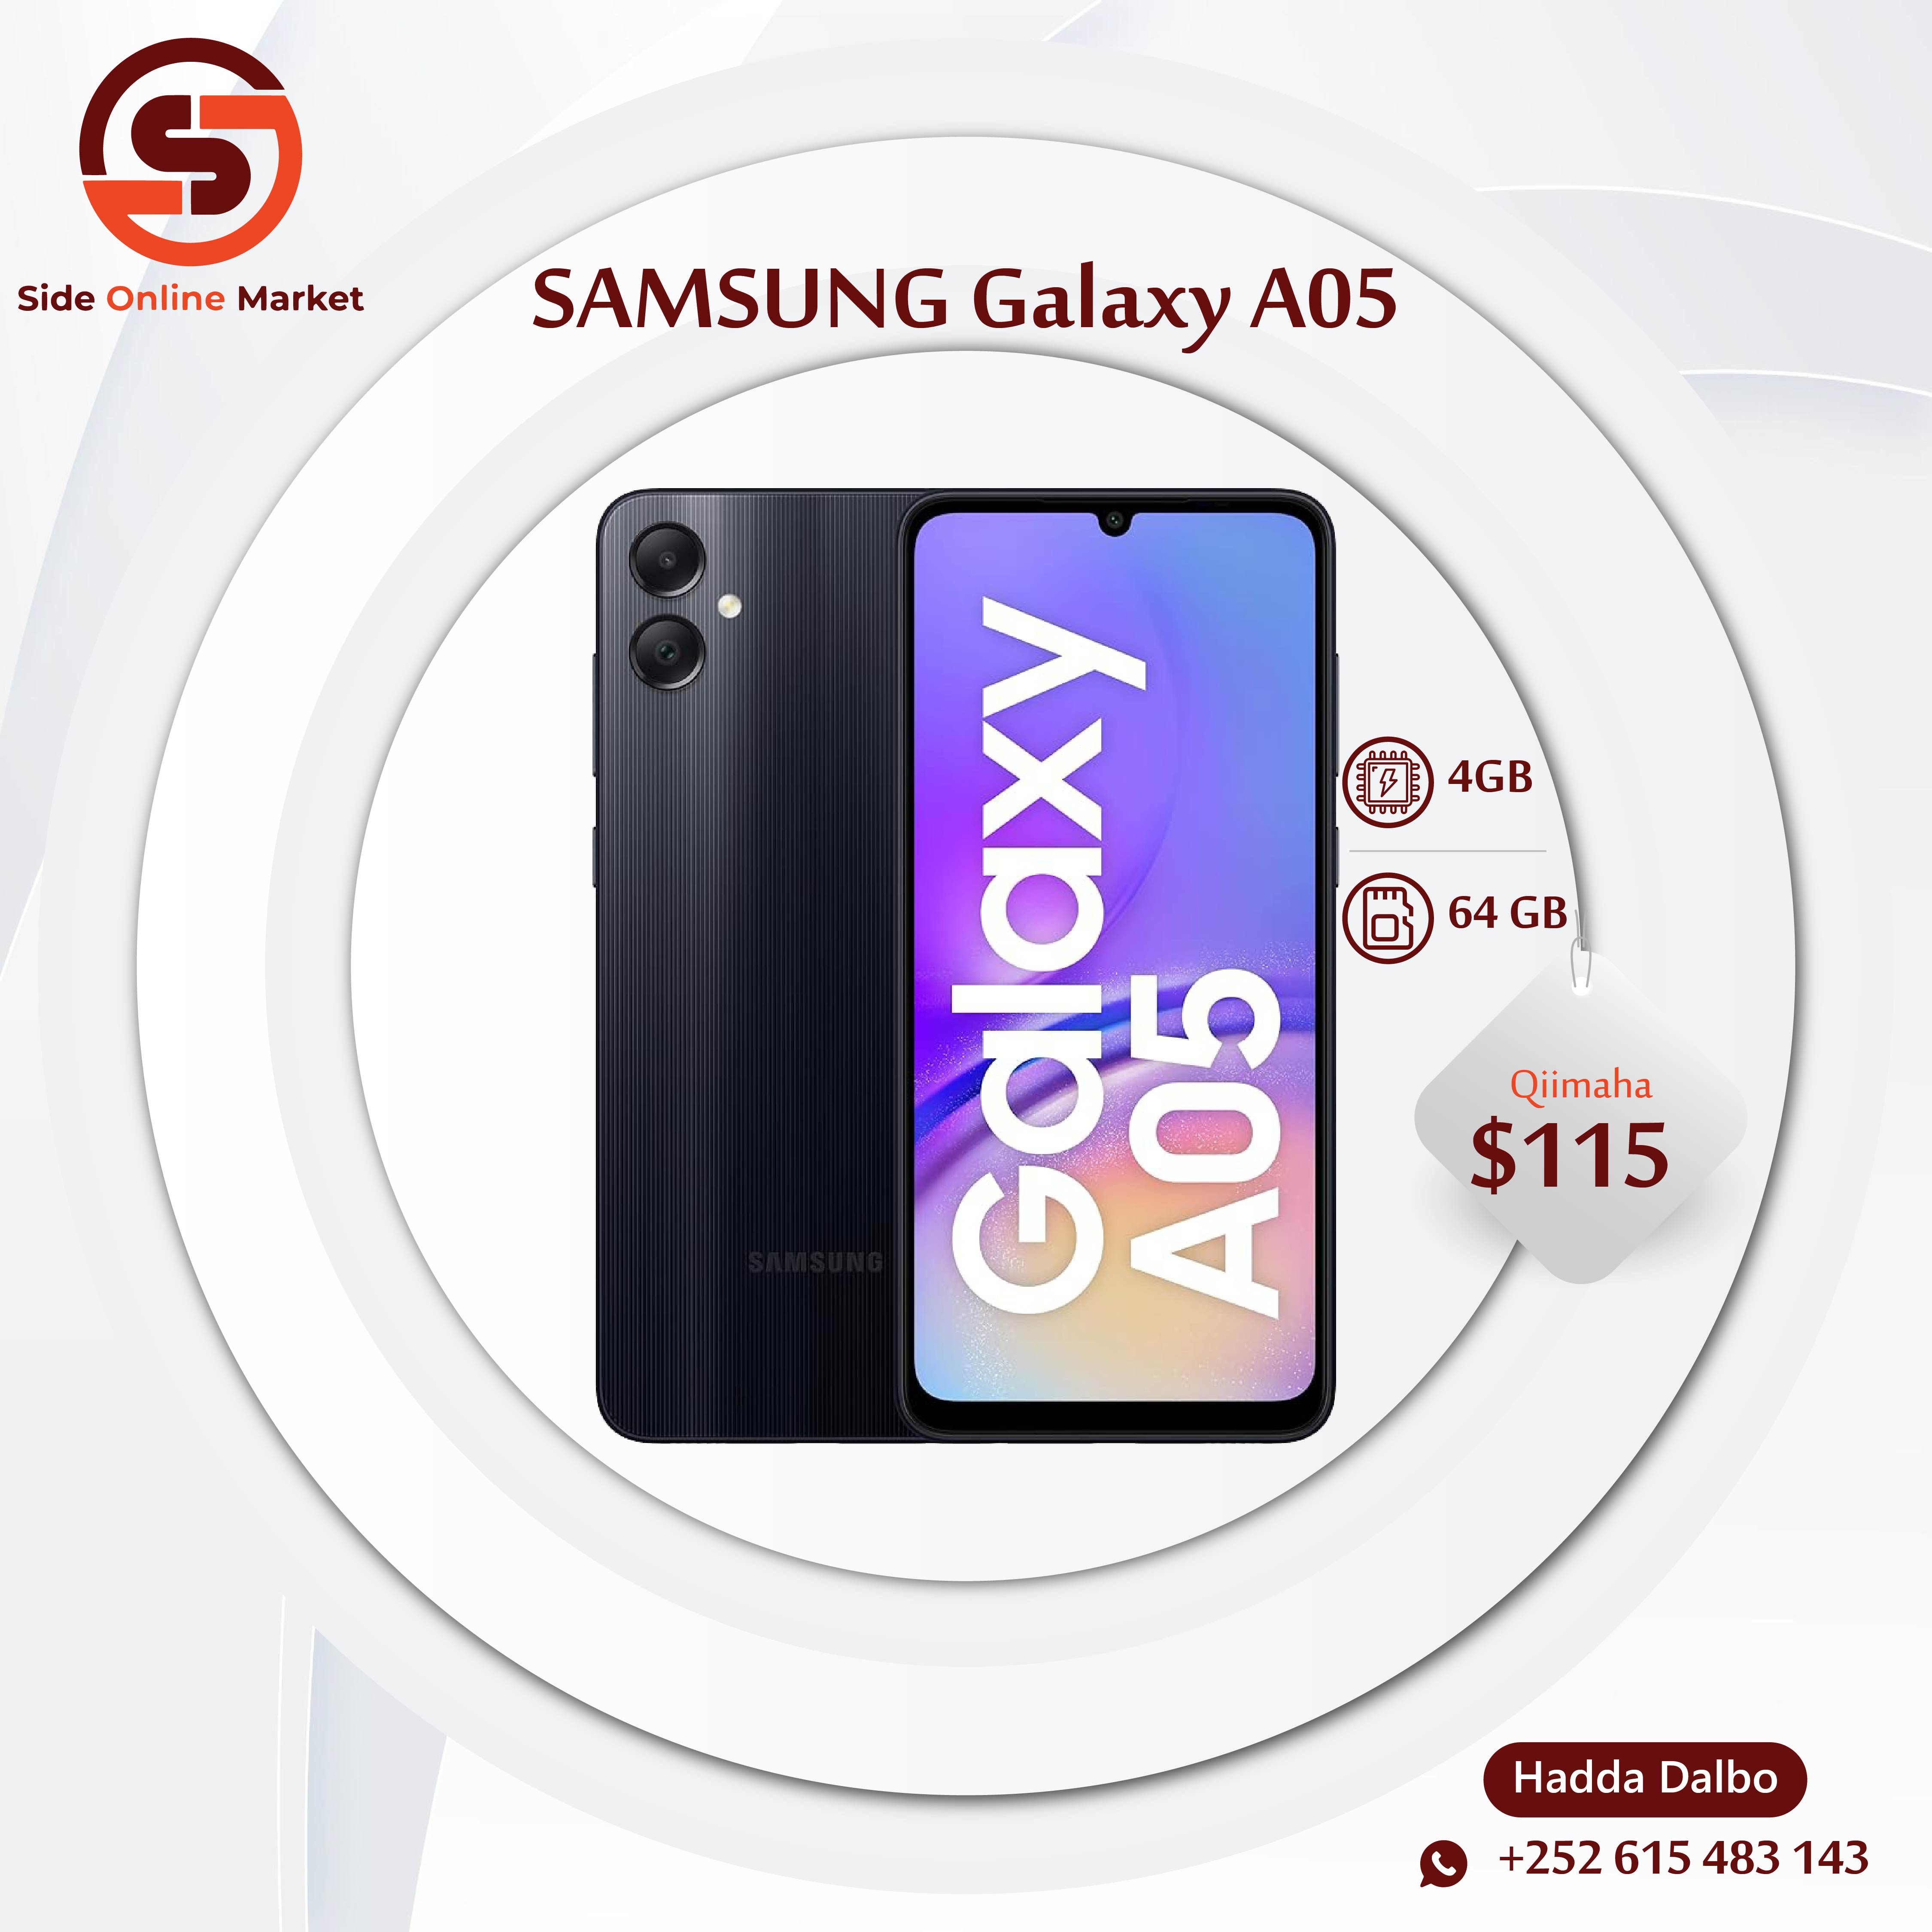 Side Online Market
SAMSUNG Galaxy A05
Galaxy
A05
SAMSUNG
4GB
64 GB
Qiimaha
$115
Hadda Dalbo
+252 615 483 143